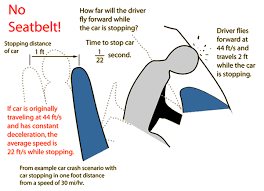 No
Seatbelt!
How far will the driver
fly forward while
the car is stopping?
Driver flies
forward at
44 ft/s and
travels 2 ft
while the car
is stopping.
Stopping distance
of car
1 ft
Time to stop car
1
22
second.
If car is originally
traveling at 44 ft/s
and has constant
deceleration, the
average speed is
22 ft/s while stopping.
From example car crash scenario with
car stopping in one foot distance
from a speed of 30 mi/hr.